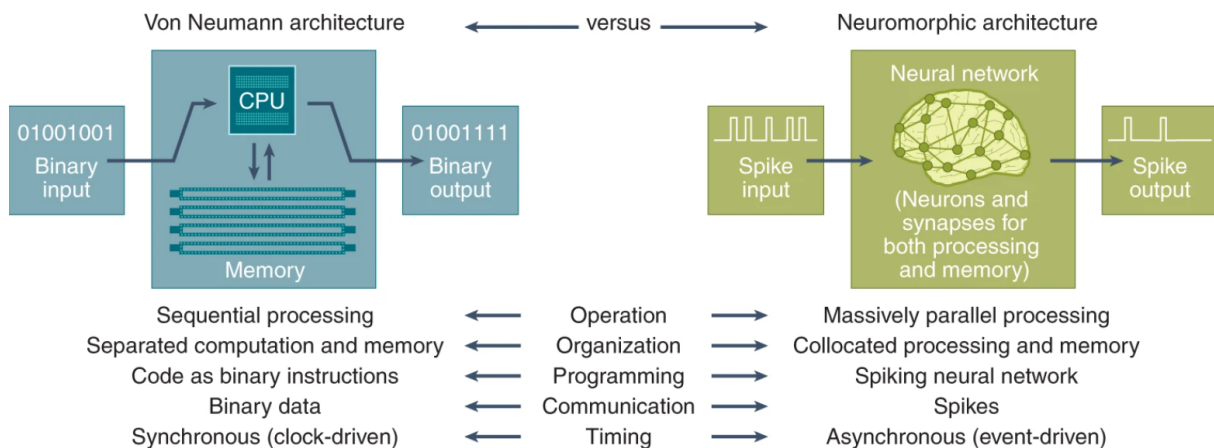 Von Neumann architecture versus Neuromorphic architecture
01001001
Binary
input
CPU
Memory
01001111
Binary
output
Spike
input
Neural network
(Neurons and
synapses for
both processing
and memory)
Spike
output
Sequential processing Operation Massively parallel processing
Separated computation and memory Organization Collocated processing and memory
Code as binary instructions Programming Spiking neural network
Binary data Communication Spikes
Synchronous (clock-driven) Timing Asynchronous (event-driven)